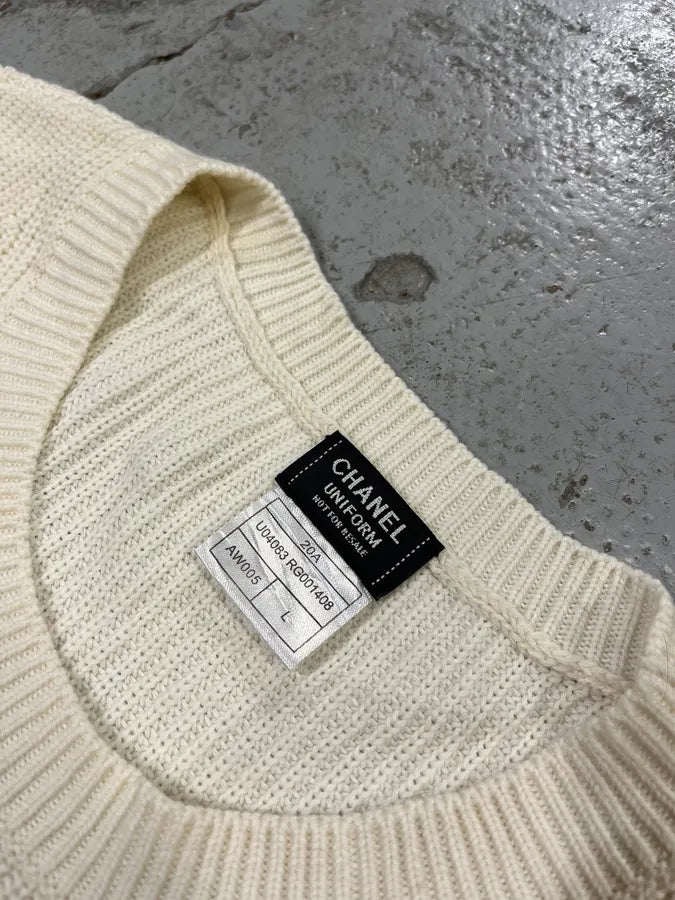 CHANEL
UNIFORM
NOT FOR RESALE
20A
U04083 RG001408
AW005
L